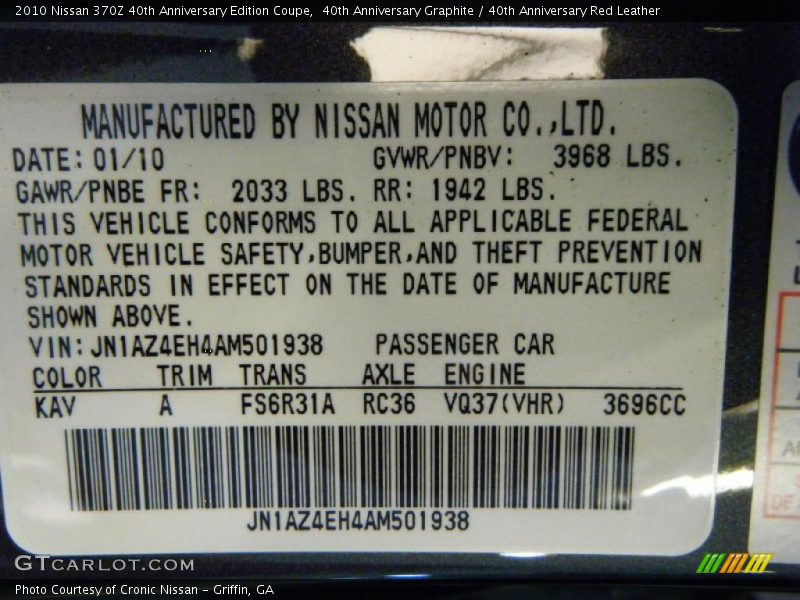 2010 Nissan 370Z 40th Anniversary Edition Coupe,  40th Anniversary Graphite / 40th Anniversary Red Leather
MANUFACTURED BY NISSAN MOTOR CO.,LTD.
DATE: 01/10 GVWR/PNBV: 3968 LBS.
GAWR/PNBE FR: 2033 LBS. RR: 1942 LBS.
THIS VEHICLE CONFORMS TO ALL APPLICABLE FEDERAL
MOTOR VEHICLE SAFETY,BUMPER,AND THEFT PREVENTION
STANDARDS IN EFFECT ON THE DATE OF MANUFACTURE
SHOWN ABOVE.
VIN: JN1AZ4EH4AM501938 PASSENGER CAR
COLOR TRIM TRANS AXLE ENGINE
KAV A FS6R31A RC36 VQ37(VHR) 3696CC
JN1AZ4EH4AM501938
GTCARLOT.COM
Photo Courtesy of Cronic Nissan - Griffin, GA